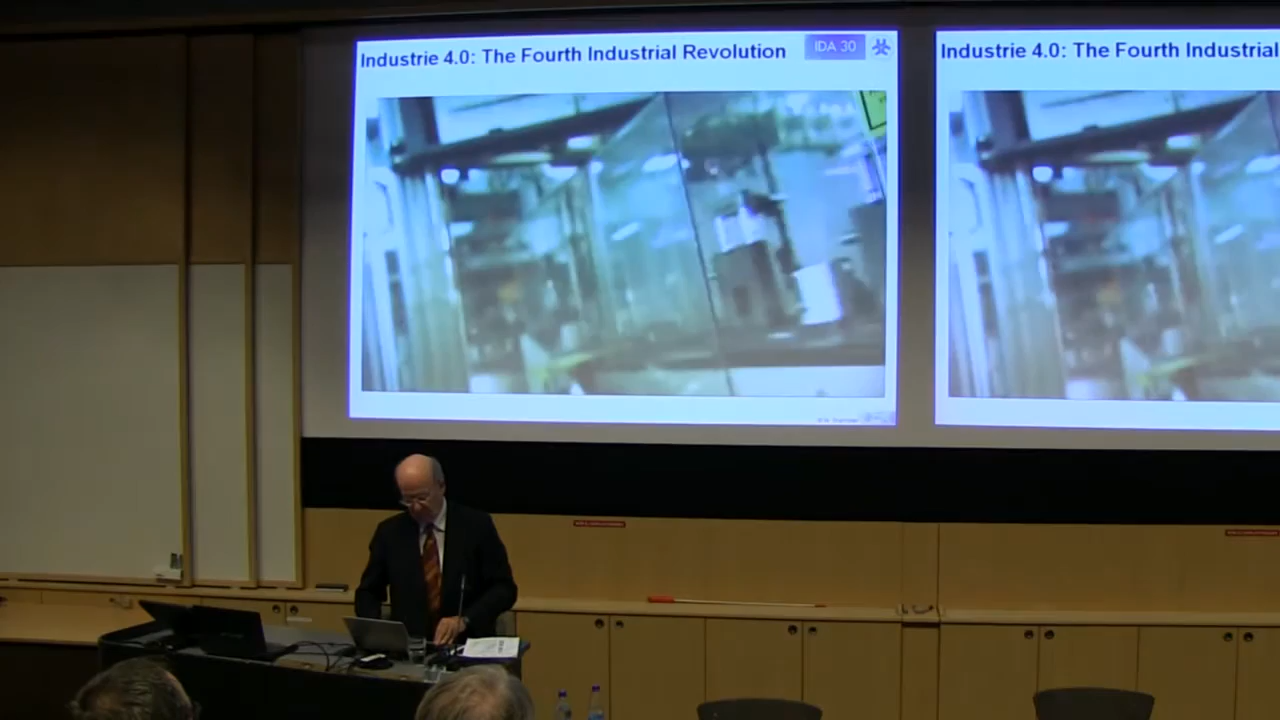 Industrie 4.0: The Fourth Industrial Revolution
IDA 30
Industrie 4.0: The Fourth Industrial